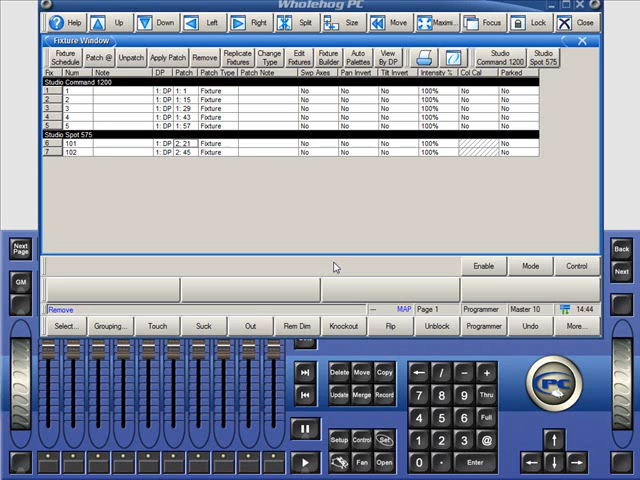 Wholehog PC
Help Up Down Left Right Split Size Move Maximi... Focus Lock Close
Fixture Window
Fixture Schedule Patch @ Unpatch Apply Patch Remove Replicate Fixtures Change Type Edit Fixtures Fixture Builder Auto Palettes View By DP Studio Command 1200 Studio Spot 575
Fix Num Note DP Patch Patch Type Patch Note Swp Axes Pan Invert Tilt Invert Intensity % Col Cal Parked
Studio Command 1200
1 1 1: DP 1: 1 Fixture No No No 100% No No
2 2 1: DP 1: 15 Fixture No No No 100% No No
3 3 1: DP 1: 29 Fixture No No No 100% No No
4 4 1: DP 1: 43 Fixture No No No 100% No No
5 5 1: DP 1: 57 Fixture No No No 100% No No
Studio Spot 575
6 101 1: DP 2: 21 Fixture No No No 100% No
7 102 1: DP 2: 45 Fixture No No No 100% No
Enable Mode Control
Remove --- MAP Page 1 Programmer Master 10 14:44
Select... Grouping... Touch Suck Out Rem Dim Knockout Flip Unblock Programmer Undo More...
Next Page
Back
GM
Next
Delete Move Copy
← / − +
Update Merge Record
7 8 9 Thru
4 5 6 Full
Setup Control Set
1 2 3 @
Fan Open
0 . Enter
PC